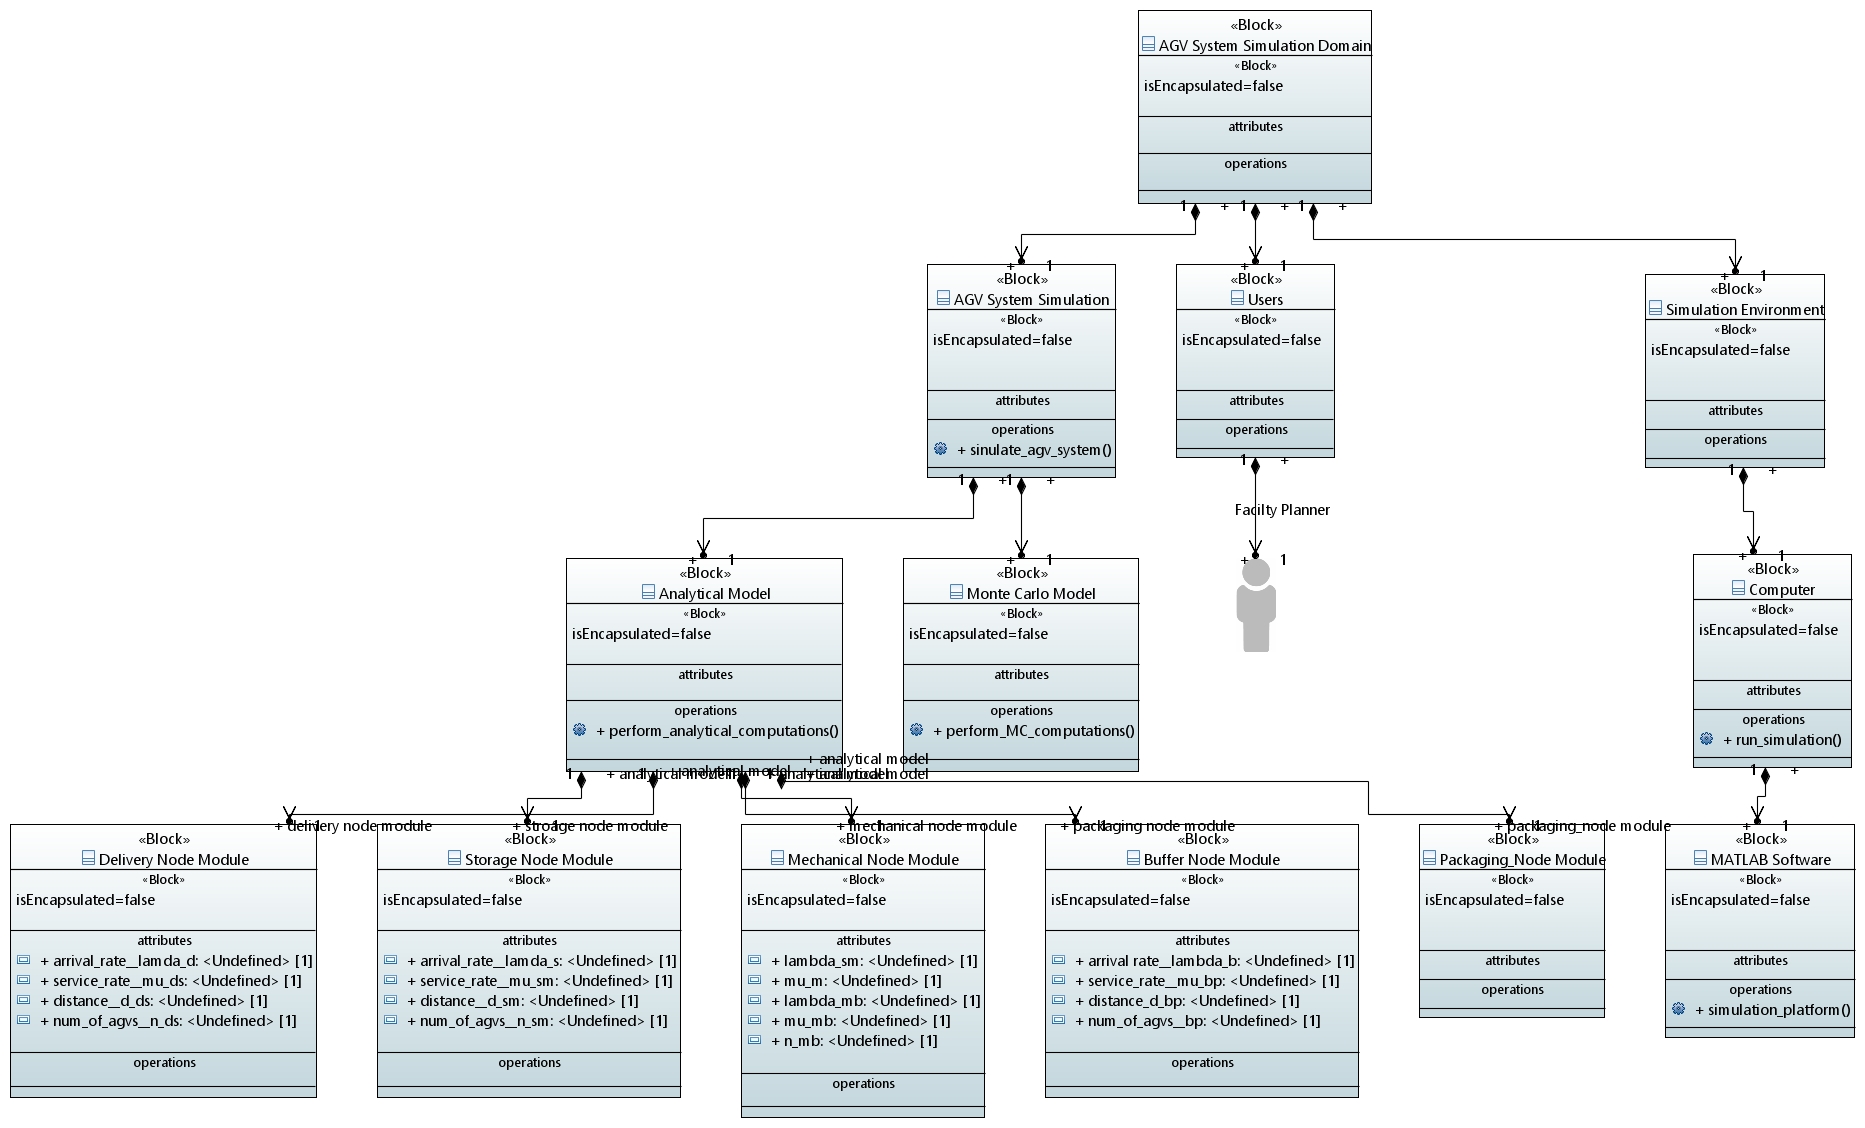 «Block»
AGV System Simulation Domain
«Block»
isEncapsulated=false
attributes
operations
1 + 1 + 1 +
+ 1
«Block»
AGV System Simulation
«Block»
isEncapsulated=false
attributes
operations
+ sinulate_agv_system()
1 +1 +
+ 1
«Block»
Users
«Block»
isEncapsulated=false
attributes
operations
1 +
Facilty Planner
+ 1
+ 1
«Block»
Simulation Environment
«Block»
isEncapsulated=false
attributes
operations
1 +
+ 1
«Block»
Analytical Model
«Block»
isEncapsulated=false
attributes
operations
+ perform_analytical_computations()
+ analytical model
1 + analytical model
+ 1
«Block»
Monte Carlo Model
«Block»
isEncapsulated=false
attributes
operations
+ perform_MC_computations()
+ 1
«Block»
Computer
«Block»
isEncapsulated=false
attributes
operations
+ run_simulation()
1 +
+ delivery node module
«Block»
Delivery Node Module
«Block»
isEncapsulated=false
attributes
+ arrival_rate__lamda_d: <Undefined> [1]
+ service_rate__mu_ds: <Undefined> [1]
+ distance__d_ds: <Undefined> [1]
+ num_of_agvs__n_ds: <Undefined> [1]
operations
+ stroage node module
«Block»
Storage Node Module
«Block»
isEncapsulated=false
attributes
+ arrival_rate__lamda_s: <Undefined> [1]
+ service_rate__mu_sm: <Undefined> [1]
+ distance__d_sm: <Undefined> [1]
+ num_of_agvs__n_sm: <Undefined> [1]
operations
+ mechanical node module
«Block»
Mechanical Node Module
«Block»
isEncapsulated=false
attributes
+ lambda_sm: <Undefined> [1]
+ mu_m: <Undefined> [1]
+ lambda_mb: <Undefined> [1]
+ mu_mb: <Undefined> [1]
+ n_mb: <Undefined> [1]
operations
+ packaging node module
«Block»
Buffer Node Module
«Block»
isEncapsulated=false
attributes
+ arrival rate__lambda_b: <Undefined> [1]
+ service_rate__mu_bp: <Undefined> [1]
+ distance_d_bp: <Undefined> [1]
+ num_of_agvs__bp: <Undefined> [1]
operations
+ packaging_node module
«Block»
Packaging_Node Module
«Block»
isEncapsulated=false
attributes
operations
+ 1
«Block»
MATLAB Software
«Block»
isEncapsulated=false
attributes
operations
+ simulation_platform()